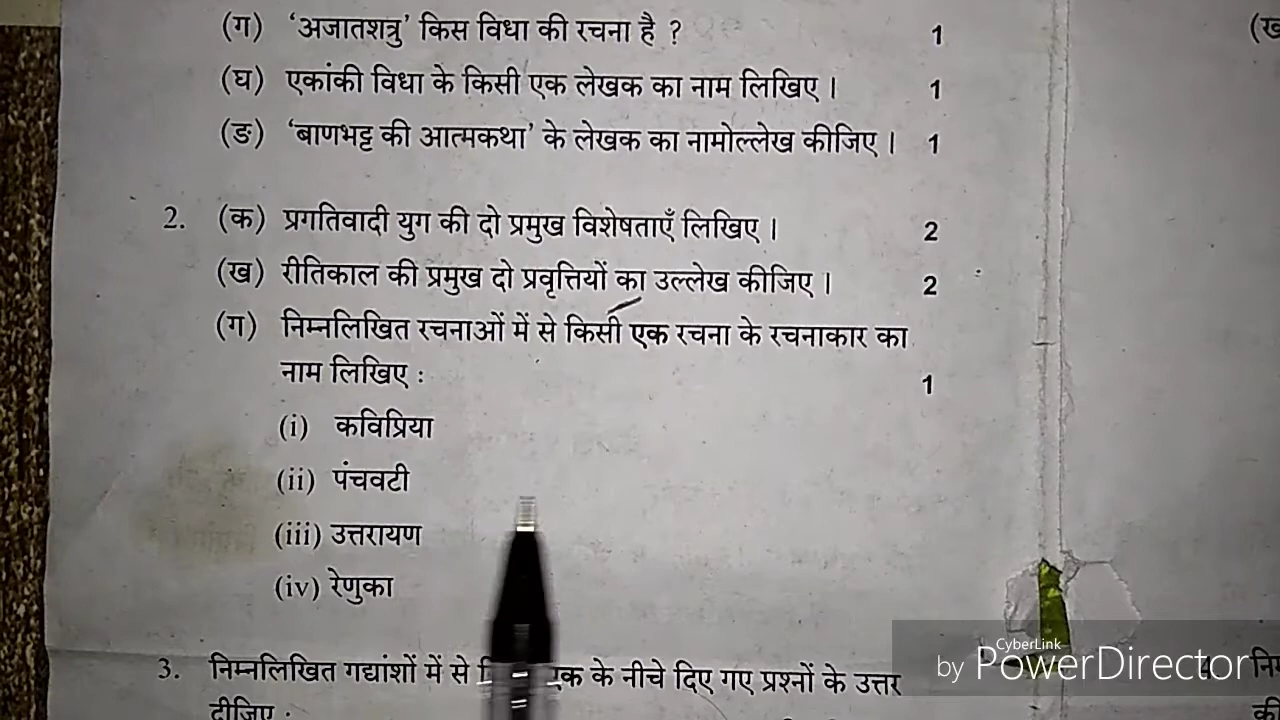 (ग) 'अजातशत्रु' किस विधा की रचना है ? 1
(घ) एकांकी विधा के किसी एक लेखक का नाम लिखिए । 1
(ङ) 'बाणभट्ट की आत्मकथा' के लेखक का नामोल्लेख कीजिए । 1
2. (क) प्रगतिवादी युग की दो प्रमुख विशेषताएँ लिखिए । 2
(ख) रीतिकाल की प्रमुख दो प्रवृत्तियों का उल्लेख कीजिए । 2
(ग) निम्नलिखित रचनाओं में से किसी एक रचना के रचनाकार का
नाम लिखिए : 1
(i) कविप्रिया
(ii) पंचवटी
(iii) उत्तरायण
(iv) रेणुका
3. निम्नलिखित गद्यांशों में से के नीचे दिए गए प्रश्नों के उत्तर
दीजिए :
(ख
CyberLink
by PowerDirector